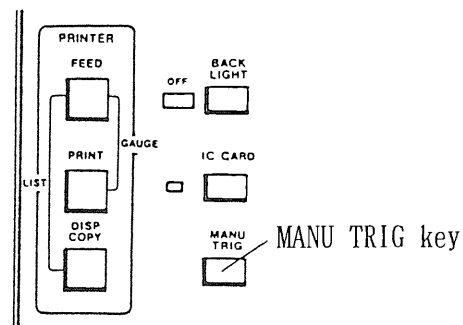 PRINTER
FEED
BACK
LIGHT
OFF
GAUGE
PRINT
IC CARD
LIST
DISP
COPY
MANU
TRIG
MANU TRIG key